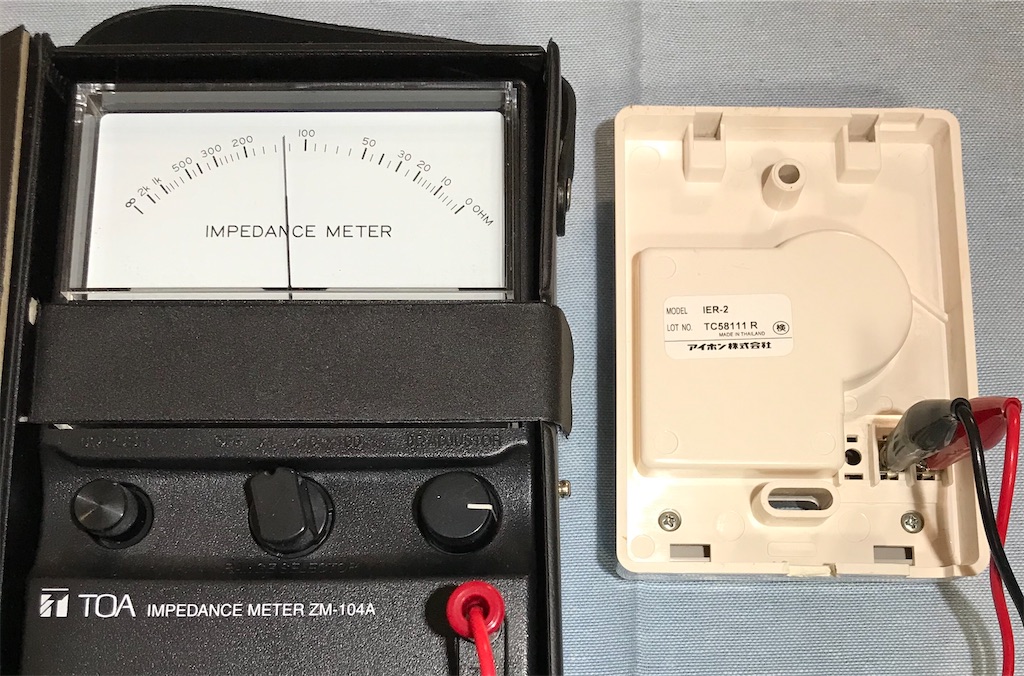 ∞ 2k 1k 500 300 200 100 50 30 20 10 0 OHM
IMPEDANCE METER
TOA IMPEDANCE METER ZM-104A
MODEL IER-2
LOT NO. TC58111 R 検
MADE IN THAILAND
アイホン株式会社